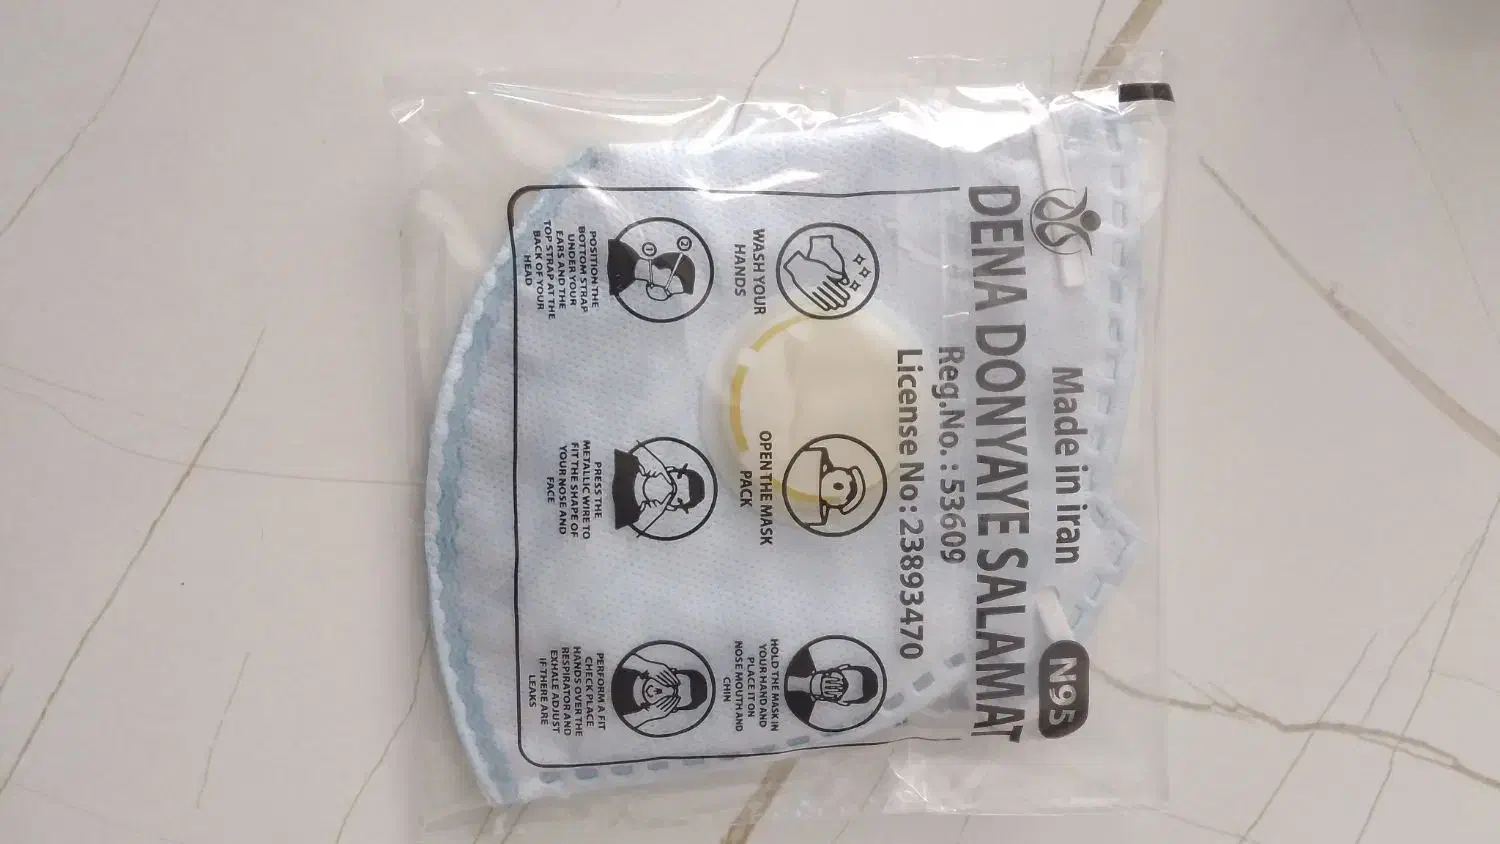 Made in iran
N95
DENA DONYAYE SALAMAT
Reg.No.:53609
License No:23893470
WASH YOUR
HANDS
OPEN THE MASK
PACK
HOLD THE MASK IN
YOUR HAND AND
PLACE IT ON
NOSE MOUTH AND
CHIN
2
1
POSITION THE
BOTTOM STRAP
UNDER YOUR
EARS AND THE
TOP STRAP AT THE
BACK OF YOUR
HEAD
PRESS THE
METALLIC WIRE TO
FIT THE SHAPE OF
YOUR NOSE AND
FACE
PERFORM A FIT
CHECK PLACE
HANDS OVER THE
RESPIRATOR AND
EXHALE ADJUST
IF THERE ARE
LEAKS